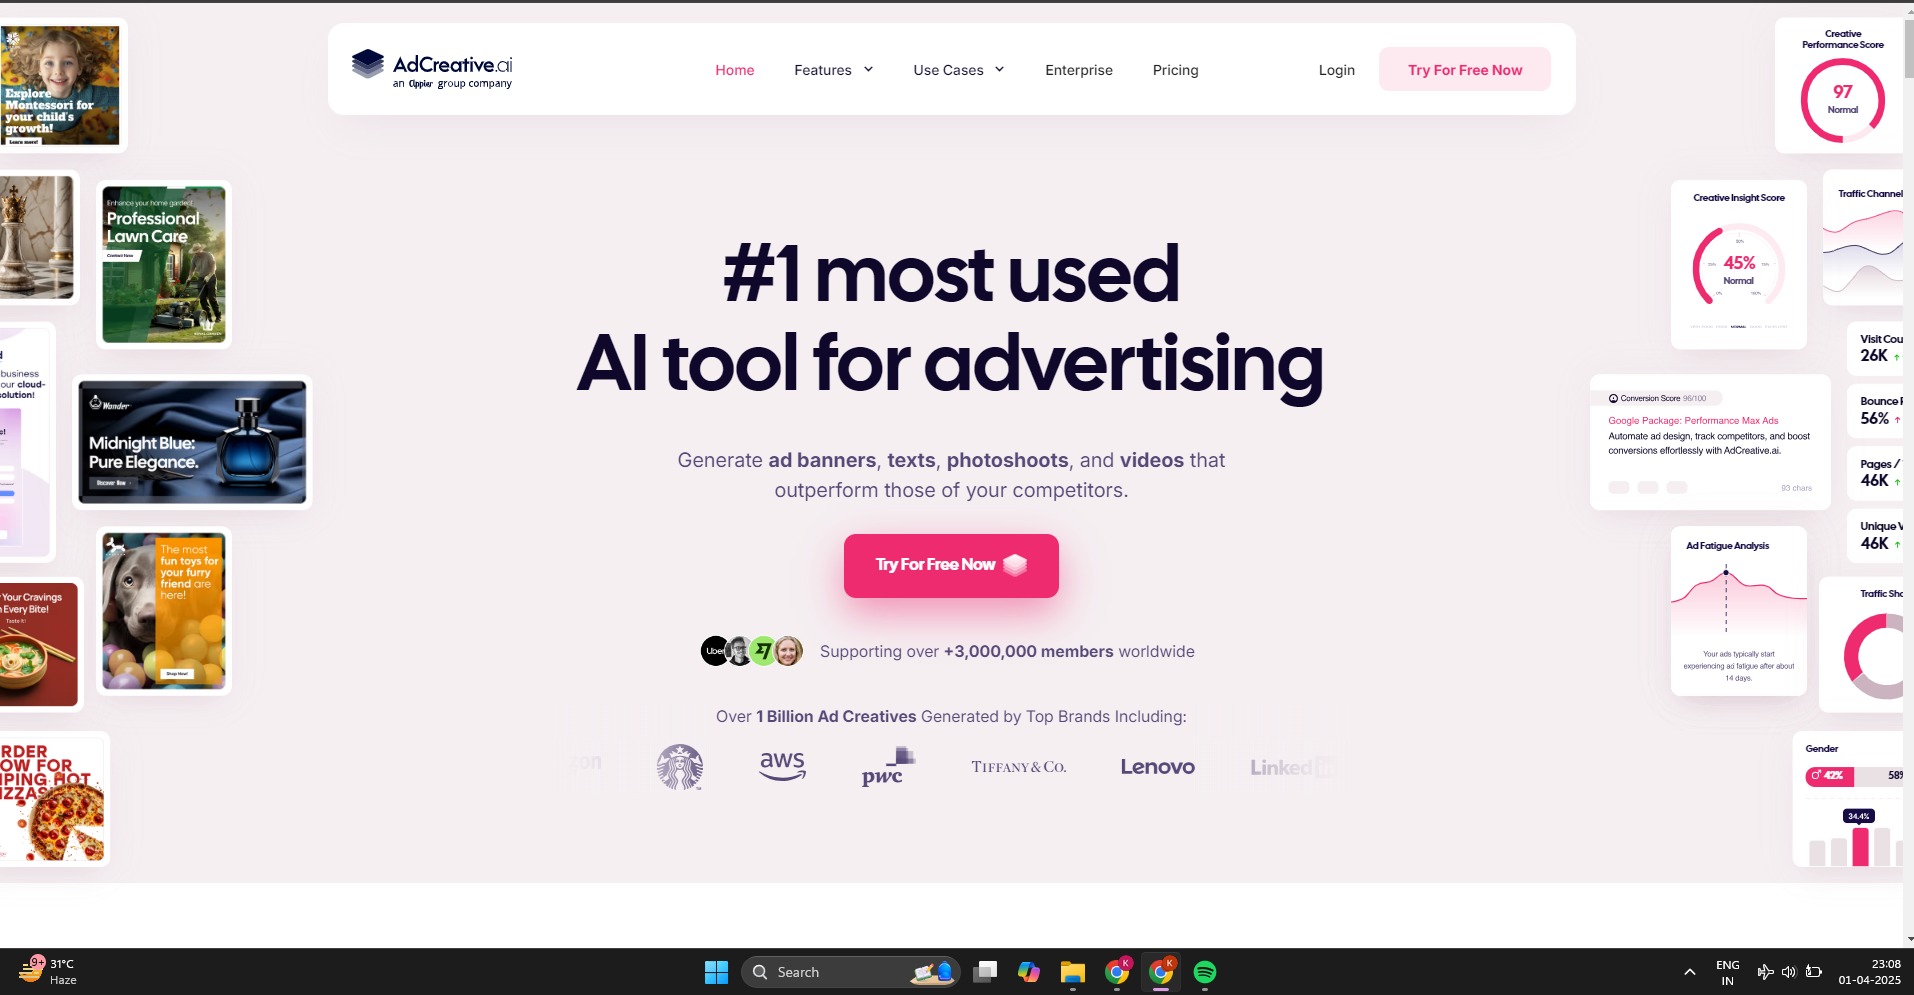 AdCreative.ai
an Appier group company
Home
Features
Use Cases
Enterprise
Pricing
Login
Try For Free Now
#1 most used
AI tool for advertising
Generate ad banners, texts, photoshoots, and videos that
outperform those of your competitors.
Try For Free Now
Uber
Supporting over +3,000,000 members worldwide
Over 1 Billion Ad Creatives Generated by Top Brands Including:
zon
aws
pwc
TIFFANY & CO.
Lenovo
Linked in
Explore
Montessori for
your child's
growth!
Learn more!
Enhance your home garden!
Professional
Lawn Care
Contact Now
business
our cloud-
solution!
Wander
Midnight Blue:
Pure Elegance.
Discover Now
The most
fun toys for
your furry
friend are
here!
Shop Now!
Your Cravings
Every Bite!
Taste it!
RDER
OW FOR
PING HOT
IZZAS
Creative
Performance Score
97
Normal
Creative Insight Score
45%
Normal
Traffic Channel
Visit Cou
26K
Bounce
56%
Pages /
46K
Unique V
46K
Conversion Score 96/100
Google Package: Performance Max Ads
Automate ad design, track competitors, and boost
conversions effortlessly with AdCreative.ai.
93 chars
Ad Fatigue Analysis
Your ads typically start
experiencing ad fatigue after about
14 days.
Traffic Sha
Gender
42%
58%
34.4%
9+
31°C
Haze
Search
K
K
ENG
IN
23:08
01-04-2025